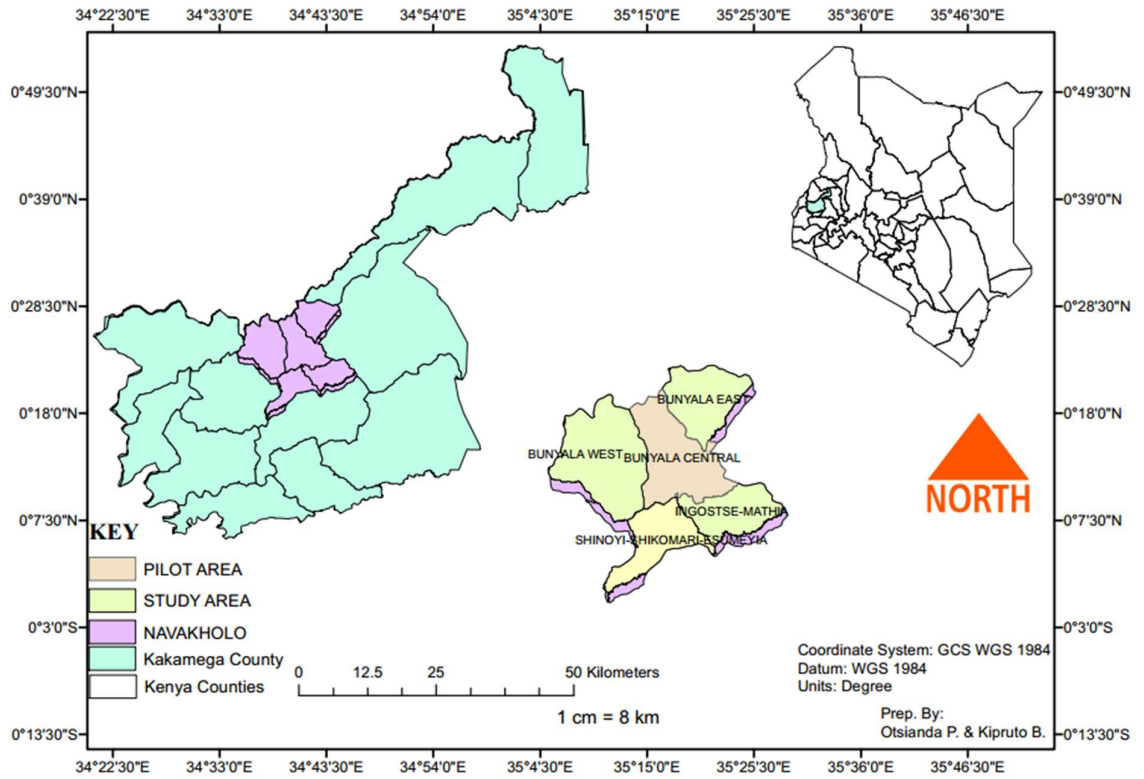 34°22'30"E 34°33'0"E 34°43'30"E 34°54'0"E 35°4'30"E 35°15'0"E 35°25'30"E 35°36'0"E 35°46'30"E
0°49'30"N 0°49'30"N
0°39'0"N 0°39'0"N
0°28'30"N 0°28'30"N
0°18'0"N 0°18'0"N
BUNYALA EAST
BUNYALA WEST BUNYALA CENTRAL
NORTH
INGOSTSE-MATHIA
0°7'30"N 0°7'30"N
SHINOYI-SHIKOMARI-ESUMEYIA
KEY
PILOT AREA
STUDY AREA
NAVAKHOLO
Kakamega County
Kenya Counties
0°3'0"S 0°3'0"S
0 12.5 25 50 Kilometers
1 cm = 8 km
Coordinate System: GCS WGS 1984
Datum: WGS 1984
Units: Degree
Prep. By:
Otsianda P. & Kipruto B.
0°13'30"S 0°13'30"S
34°22'30"E 34°33'0"E 34°43'30"E 34°54'0"E 35°4'30"E 35°15'0"E 35°25'30"E 35°36'0"E 35°46'30"E